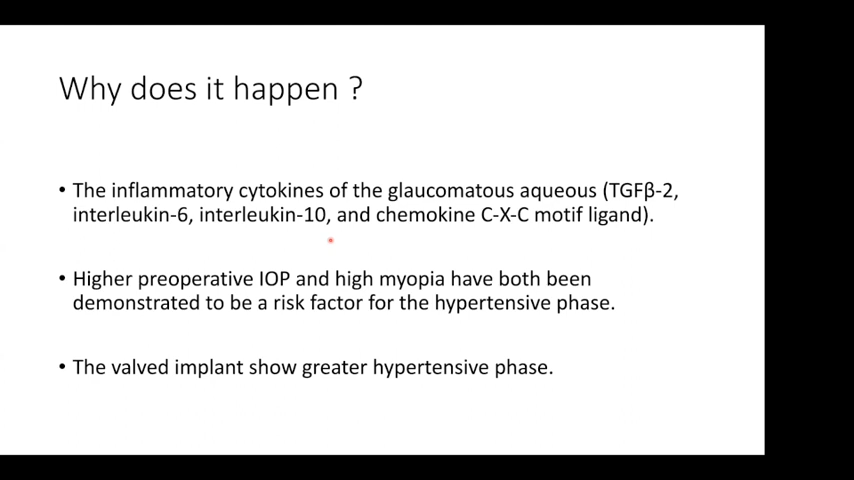 Why does it happen ?
• The inflammatory cytokines of the glaucomatous aqueous (TGFβ-2,
interleukin-6, interleukin-10, and chemokine C-X-C motif ligand).
• Higher preoperative IOP and high myopia have both been
demonstrated to be a risk factor for the hypertensive phase.
• The valved implant show greater hypertensive phase.